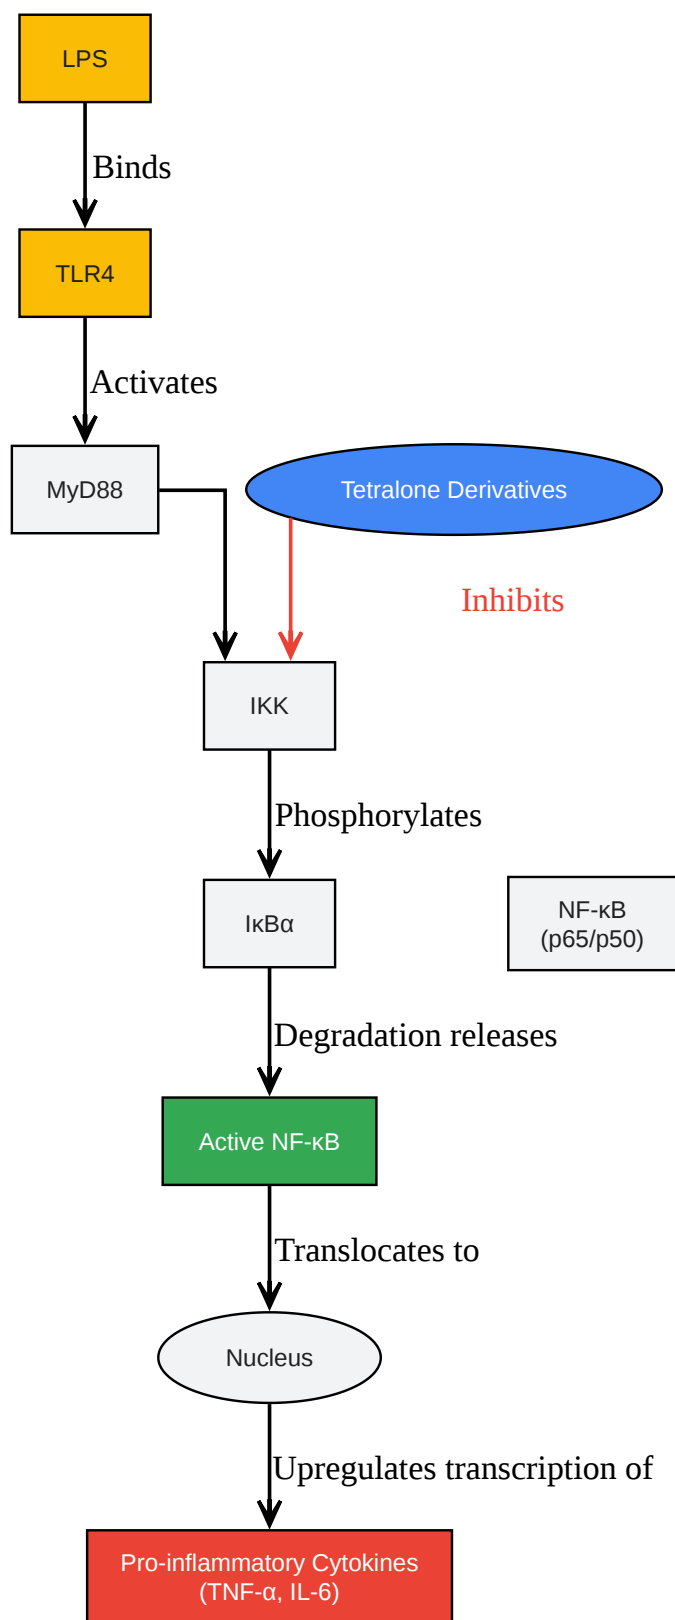 LPS
Binds
TLR4
Activates
MyD88
Tetralone Derivatives
Inhibits
IKK
Phosphorylates
IκBα
NF-κB
(p65/p50)
Degradation releases
Active NF-κB
Translocates to
Nucleus
Upregulates transcription of
Pro-inflammatory Cytokines
(TNF-α, IL-6)